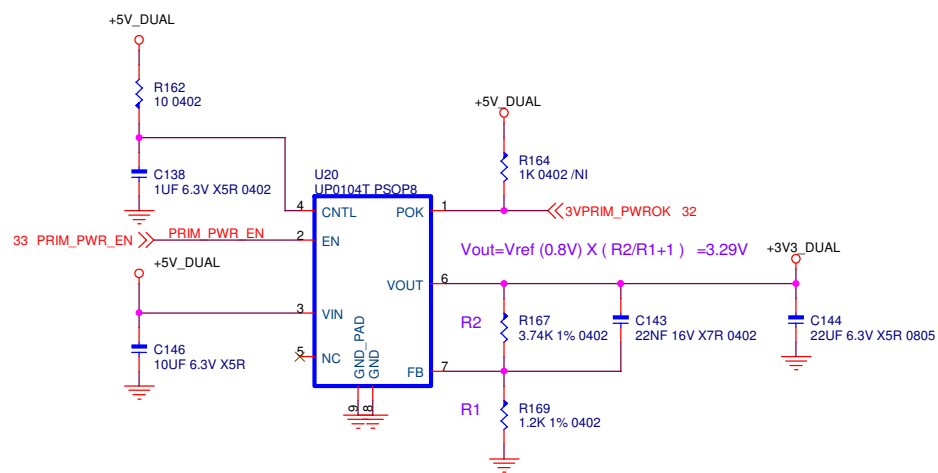 +5V_DUAL
R162
10 0402
+5V_DUAL
R164
1K 0402 /NI
C138
1UF 6.3V X5R 0402
U20
UP0104T PSOP8
4
CNTL
POK
1
3VPRIM_PWROK 32
33 PRIM_PWR_EN
PRIM_PWR_EN
2
EN
Vout=Vref (0.8V) X ( R2/R1+1 ) =3.29V
+3V3_DUAL
+5V_DUAL
VOUT
6
3
VIN
R2
R167
3.74K 1% 0402
C143
22NF 16V X7R 0402
C144
22UF 6.3V X5R 0805
C146
10UF 6.3V X5R
5
NC
GND_PAD
GND
FB
7
9
8
R1
R169
1.2K 1% 0402